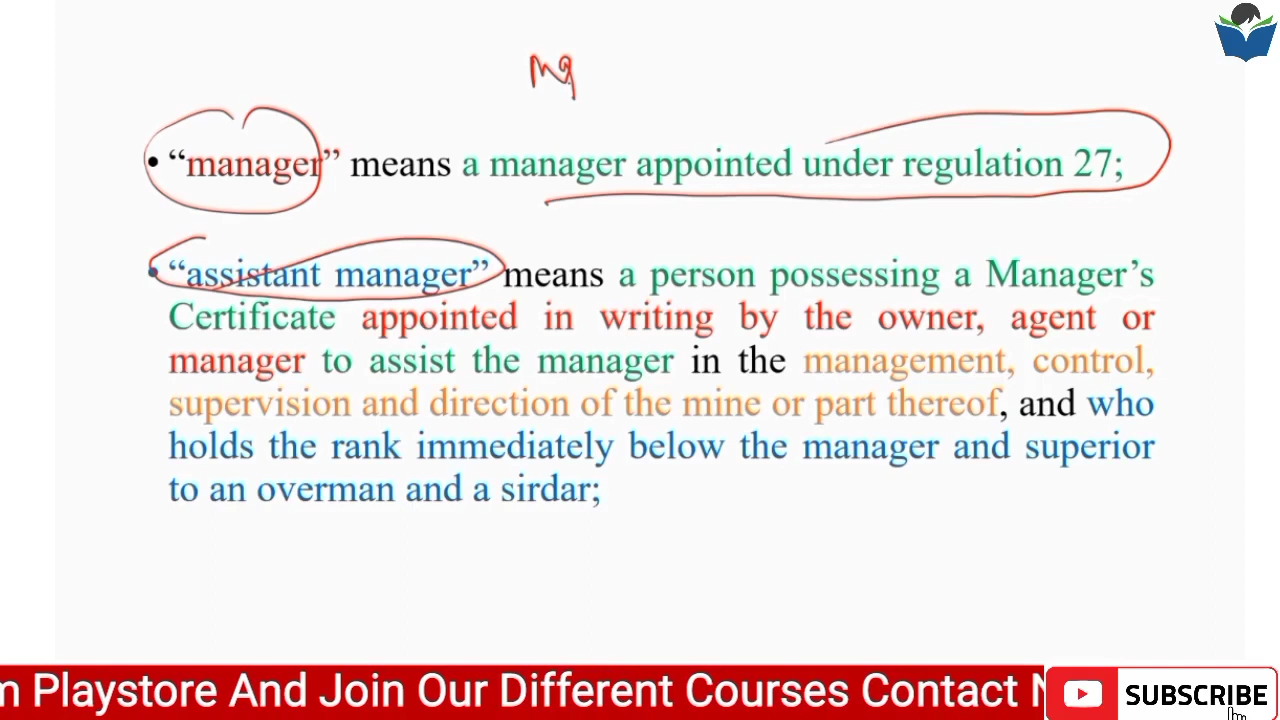 Mg
• “manager” means a manager appointed under regulation 27;
• “assistant manager” means a person possessing a Manager’s
Certificate appointed in writing by the owner, agent or
manager to assist the manager in the management, control,
supervision and direction of the mine or part thereof, and who
holds the rank immediately below the manager and superior
to an overman and a sirdar;
m Playstore And Join Our Different Courses Contact N
SUBSCRIBE